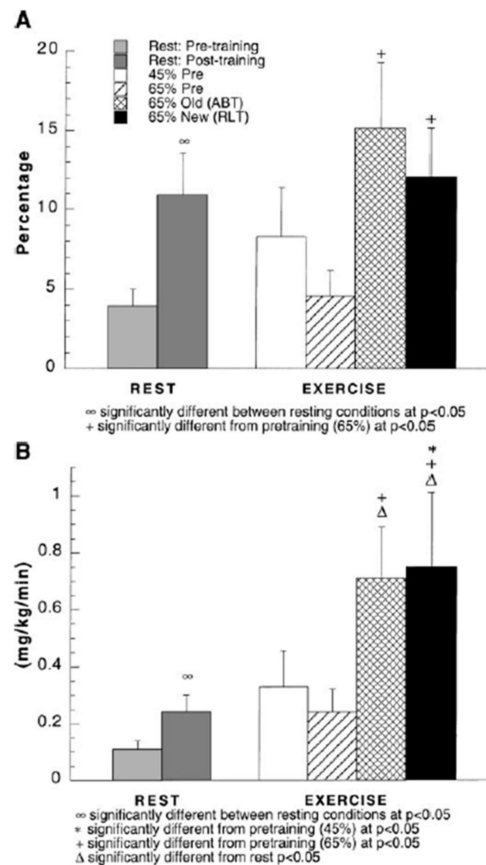 A
Rest: Pre-training
Rest: Post-training
45% Pre
65% Pre
65% Old (ABT)
65% New (RLT)
20
15
10
5
0
Percentage
∞
+
+
REST
EXERCISE
∞ significantly different between resting conditions at p<0.05
+ significantly different from pretraining (65%) at p<0.05
B
1
0.8
0.6
0.4
0.2
0
(mg/kg/min)
∞
+
Δ
*
+
Δ
REST
EXERCISE
∞ significantly different between resting conditions at p<0.05
* significantly different from pretraining (45%) at p<0.05
+ significantly different from pretraining (65%) at p<0.05
Δ significantly different from rest p<0.05